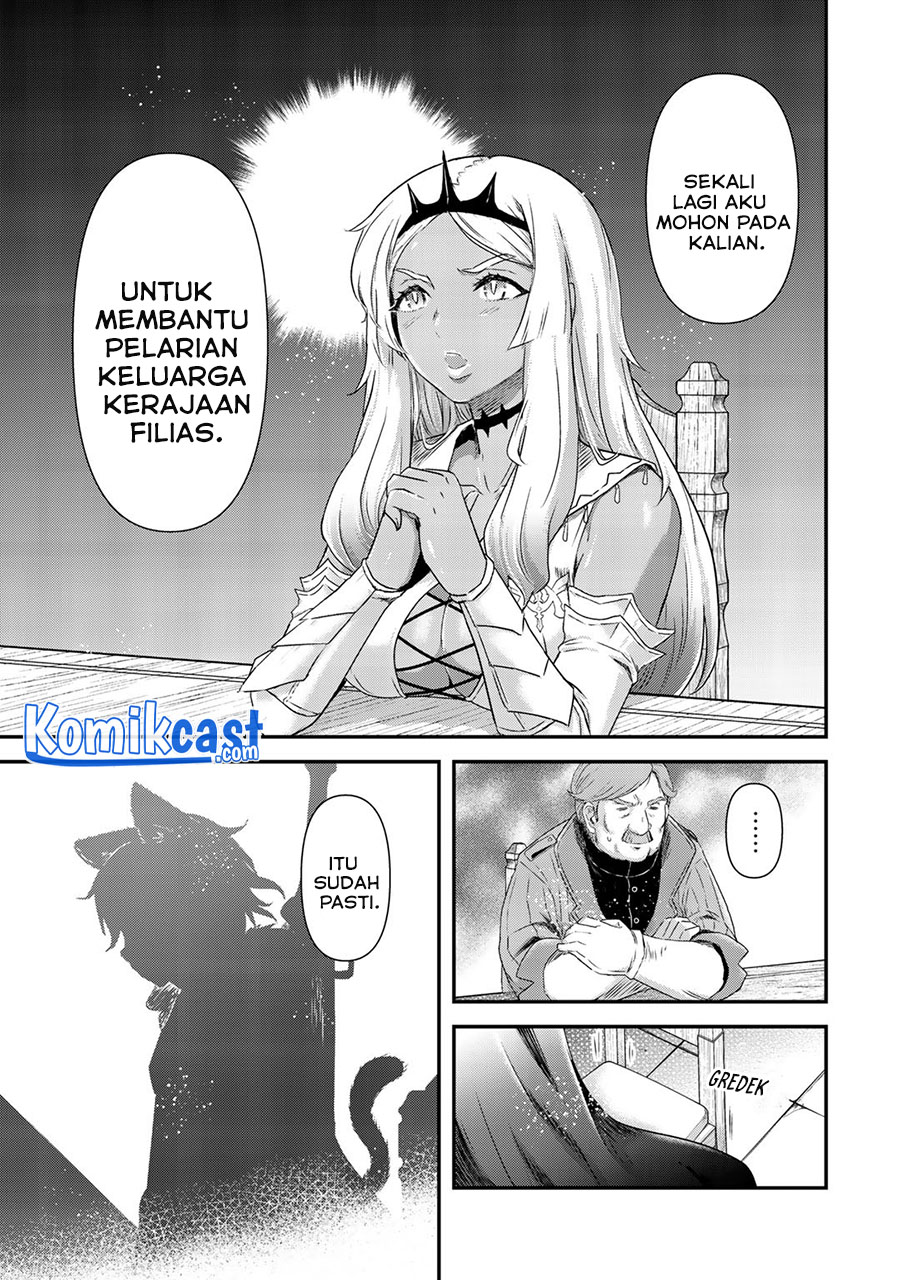 SEKALI
LAGI AKU
MOHON PADA
KALIAN.
UNTUK
MEMBANTU
PELARIAN
KELUARGA
KERAJAAN
FILIAS.
Komikcast
.com
......
GREDEK
ITU
SUDAH
PASTI.